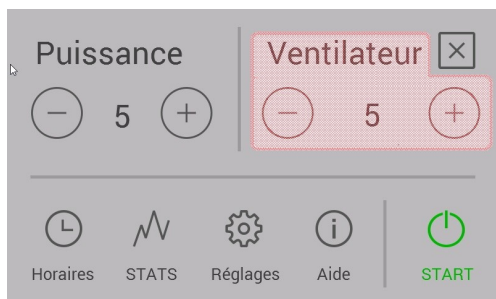 Puissance
Ventilateur
5
5
Horaires
STATS
Réglages
Aide
START